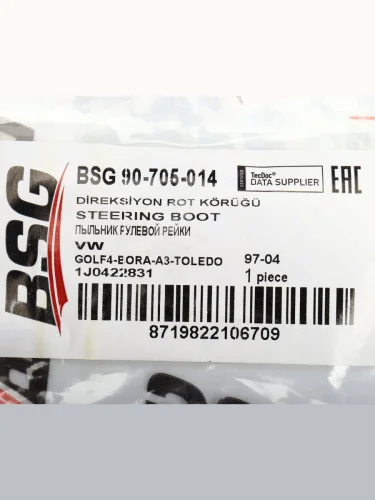 BSG
BSG 90-705-014
CERTIFIED TecDoc® DATA SUPPLIER
EAC
DİREKSİYON ROT KÖRÜĞÜ
STEERING BOOT
ПЫЛЬНИК РУЛЕВОЙ РЕЙКИ
VW
GOLF4-BORA-A3-TOLEDO 97-04
1J0422831 1 piece
8719822106709